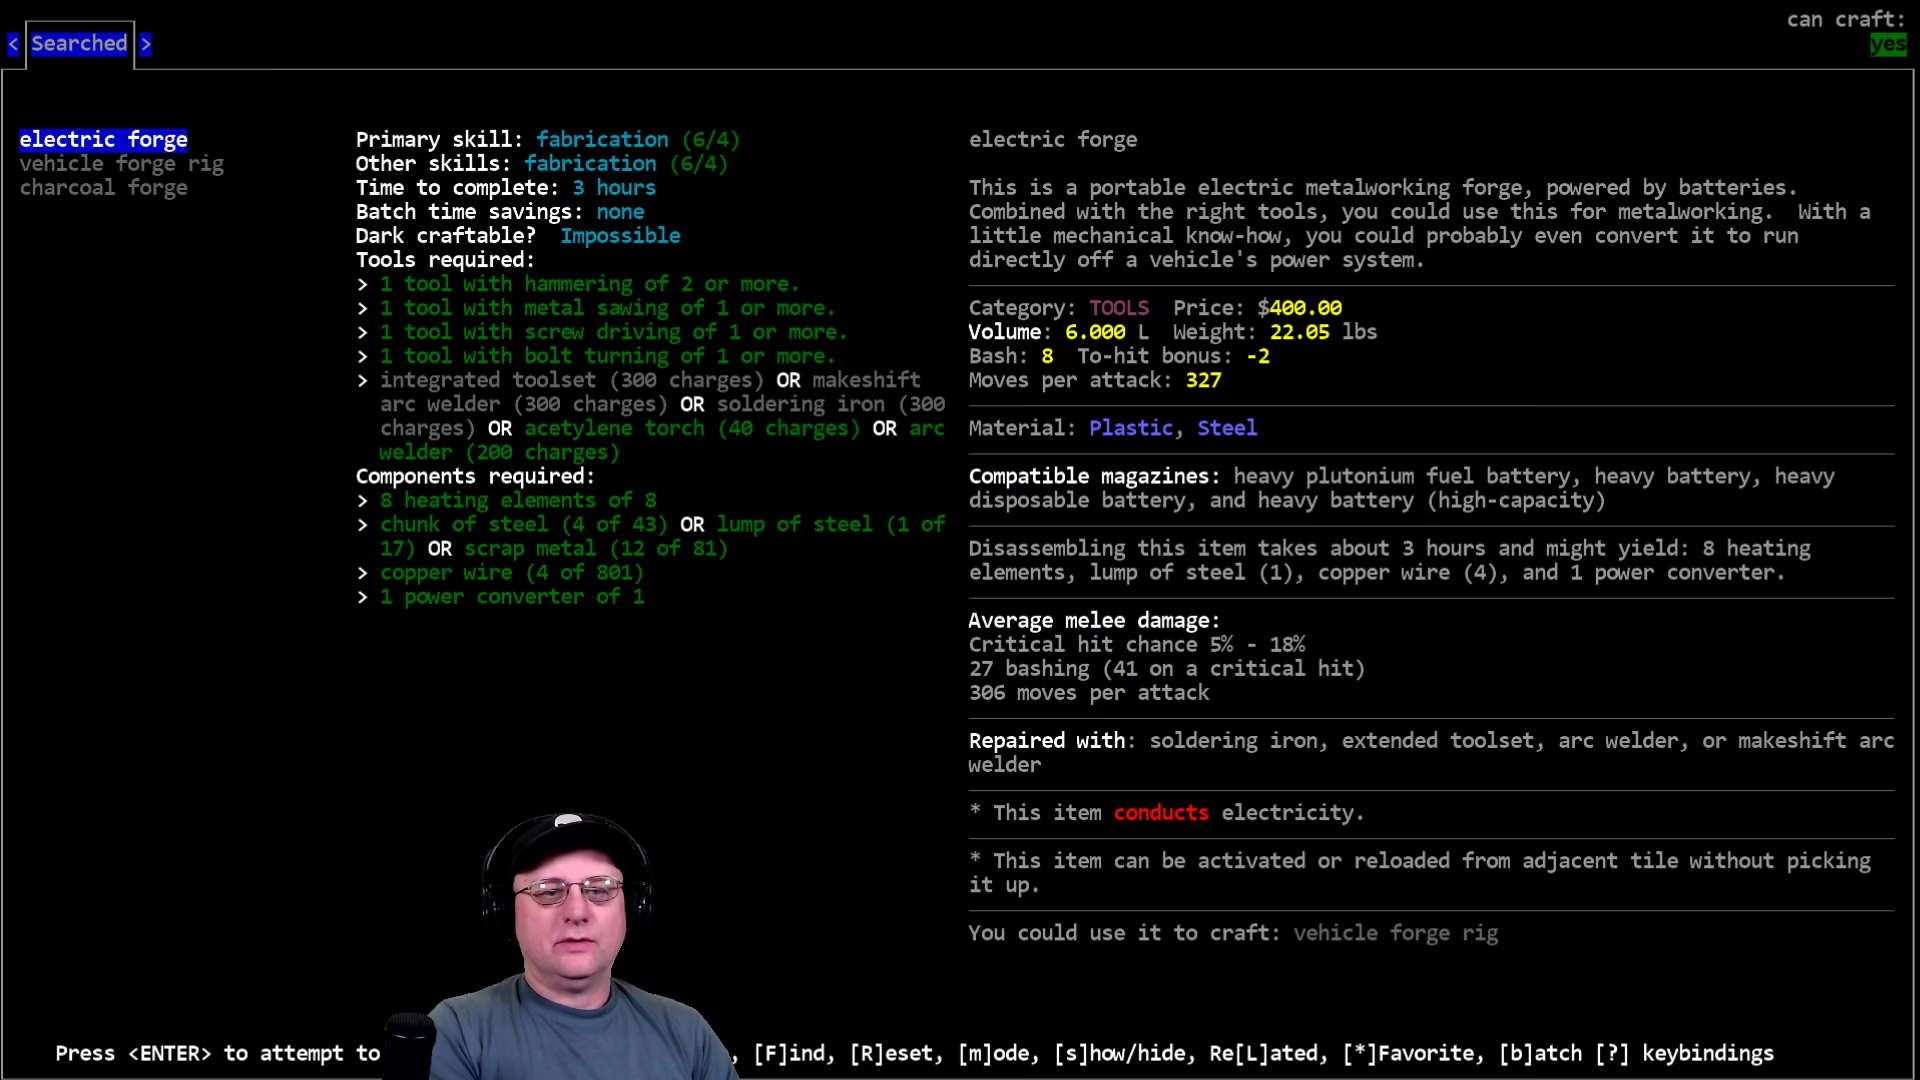 can craft:
< Searched >
yes
electric forge
vehicle forge rig
charcoal forge
Primary skill: fabrication (6/4)
Other skills: fabrication (6/4)
Time to complete: 3 hours
Batch time savings: none
Dark craftable?  Impossible
Tools required:
> 1 tool with hammering of 2 or more.
> 1 tool with metal sawing of 1 or more.
> 1 tool with screw driving of 1 or more.
> 1 tool with bolt turning of 1 or more.
> integrated toolset (300 charges) OR makeshift
arc welder (300 charges) OR soldering iron (300
charges) OR acetylene torch (40 charges) OR arc
welder (200 charges)
Components required:
> 8 heating elements of 8
> chunk of steel (4 of 43) OR lump of steel (1 of
17) OR scrap metal (12 of 81)
> copper wire (4 of 801)
> 1 power converter of 1
electric forge
This is a portable electric metalworking forge, powered by batteries.
Combined with the right tools, you could use this for metalworking.  With a
little mechanical know-how, you could probably even convert it to run
directly off a vehicle's power system.
Category: TOOLS  Price: $400.00
Volume: 6.000 L  Weight: 22.05 lbs
Bash: 8  To-hit bonus: -2
Moves per attack: 327
Material: Plastic, Steel
Compatible magazines: heavy plutonium fuel battery, heavy battery, heavy
disposable battery, and heavy battery (high-capacity)
Disassembling this item takes about 3 hours and might yield: 8 heating
elements, lump of steel (1), copper wire (4), and 1 power converter.
Average melee damage:
Critical hit chance 5% - 18%
27 bashing (41 on a critical hit)
306 moves per attack
Repaired with: soldering iron, extended toolset, arc welder, or makeshift arc
welder
* This item conducts electricity.
* This item can be activated or reloaded from adjacent tile without picking
it up.
You could use it to craft: vehicle forge rig
Press <ENTER> to attempt to , [F]ind, [R]eset, [m]ode, [s]how/hide, Re[L]ated, [*]Favorite, [b]atch [?] keybindings